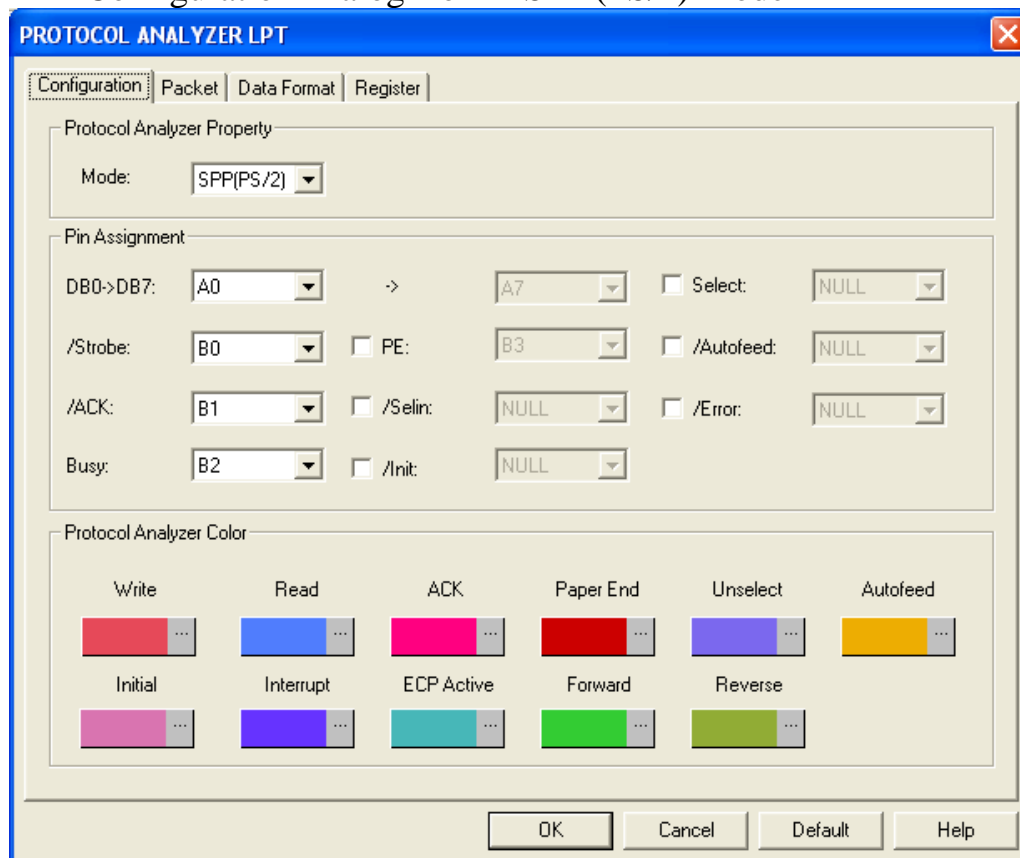 PROTOCOL ANALYZER LPT
Configuration Packet Data Format Register
Protocol Analyzer Property
Mode: SPP(PS/2)
Pin Assignment
DB0->DB7: A0 -> A7 Select: NULL
/Strobe: B0 PE: B3 /Autofeed: NULL
/ACK: B1 /Selin: NULL /Error: NULL
Busy: B2 /Init: NULL
Protocol Analyzer Color
Write Read ACK Paper End Unselect Autofeed
... ... ... ... ... ...
Initial Interrupt ECP Active Forward Reverse
... ... ... ... ...
OK Cancel Default Help